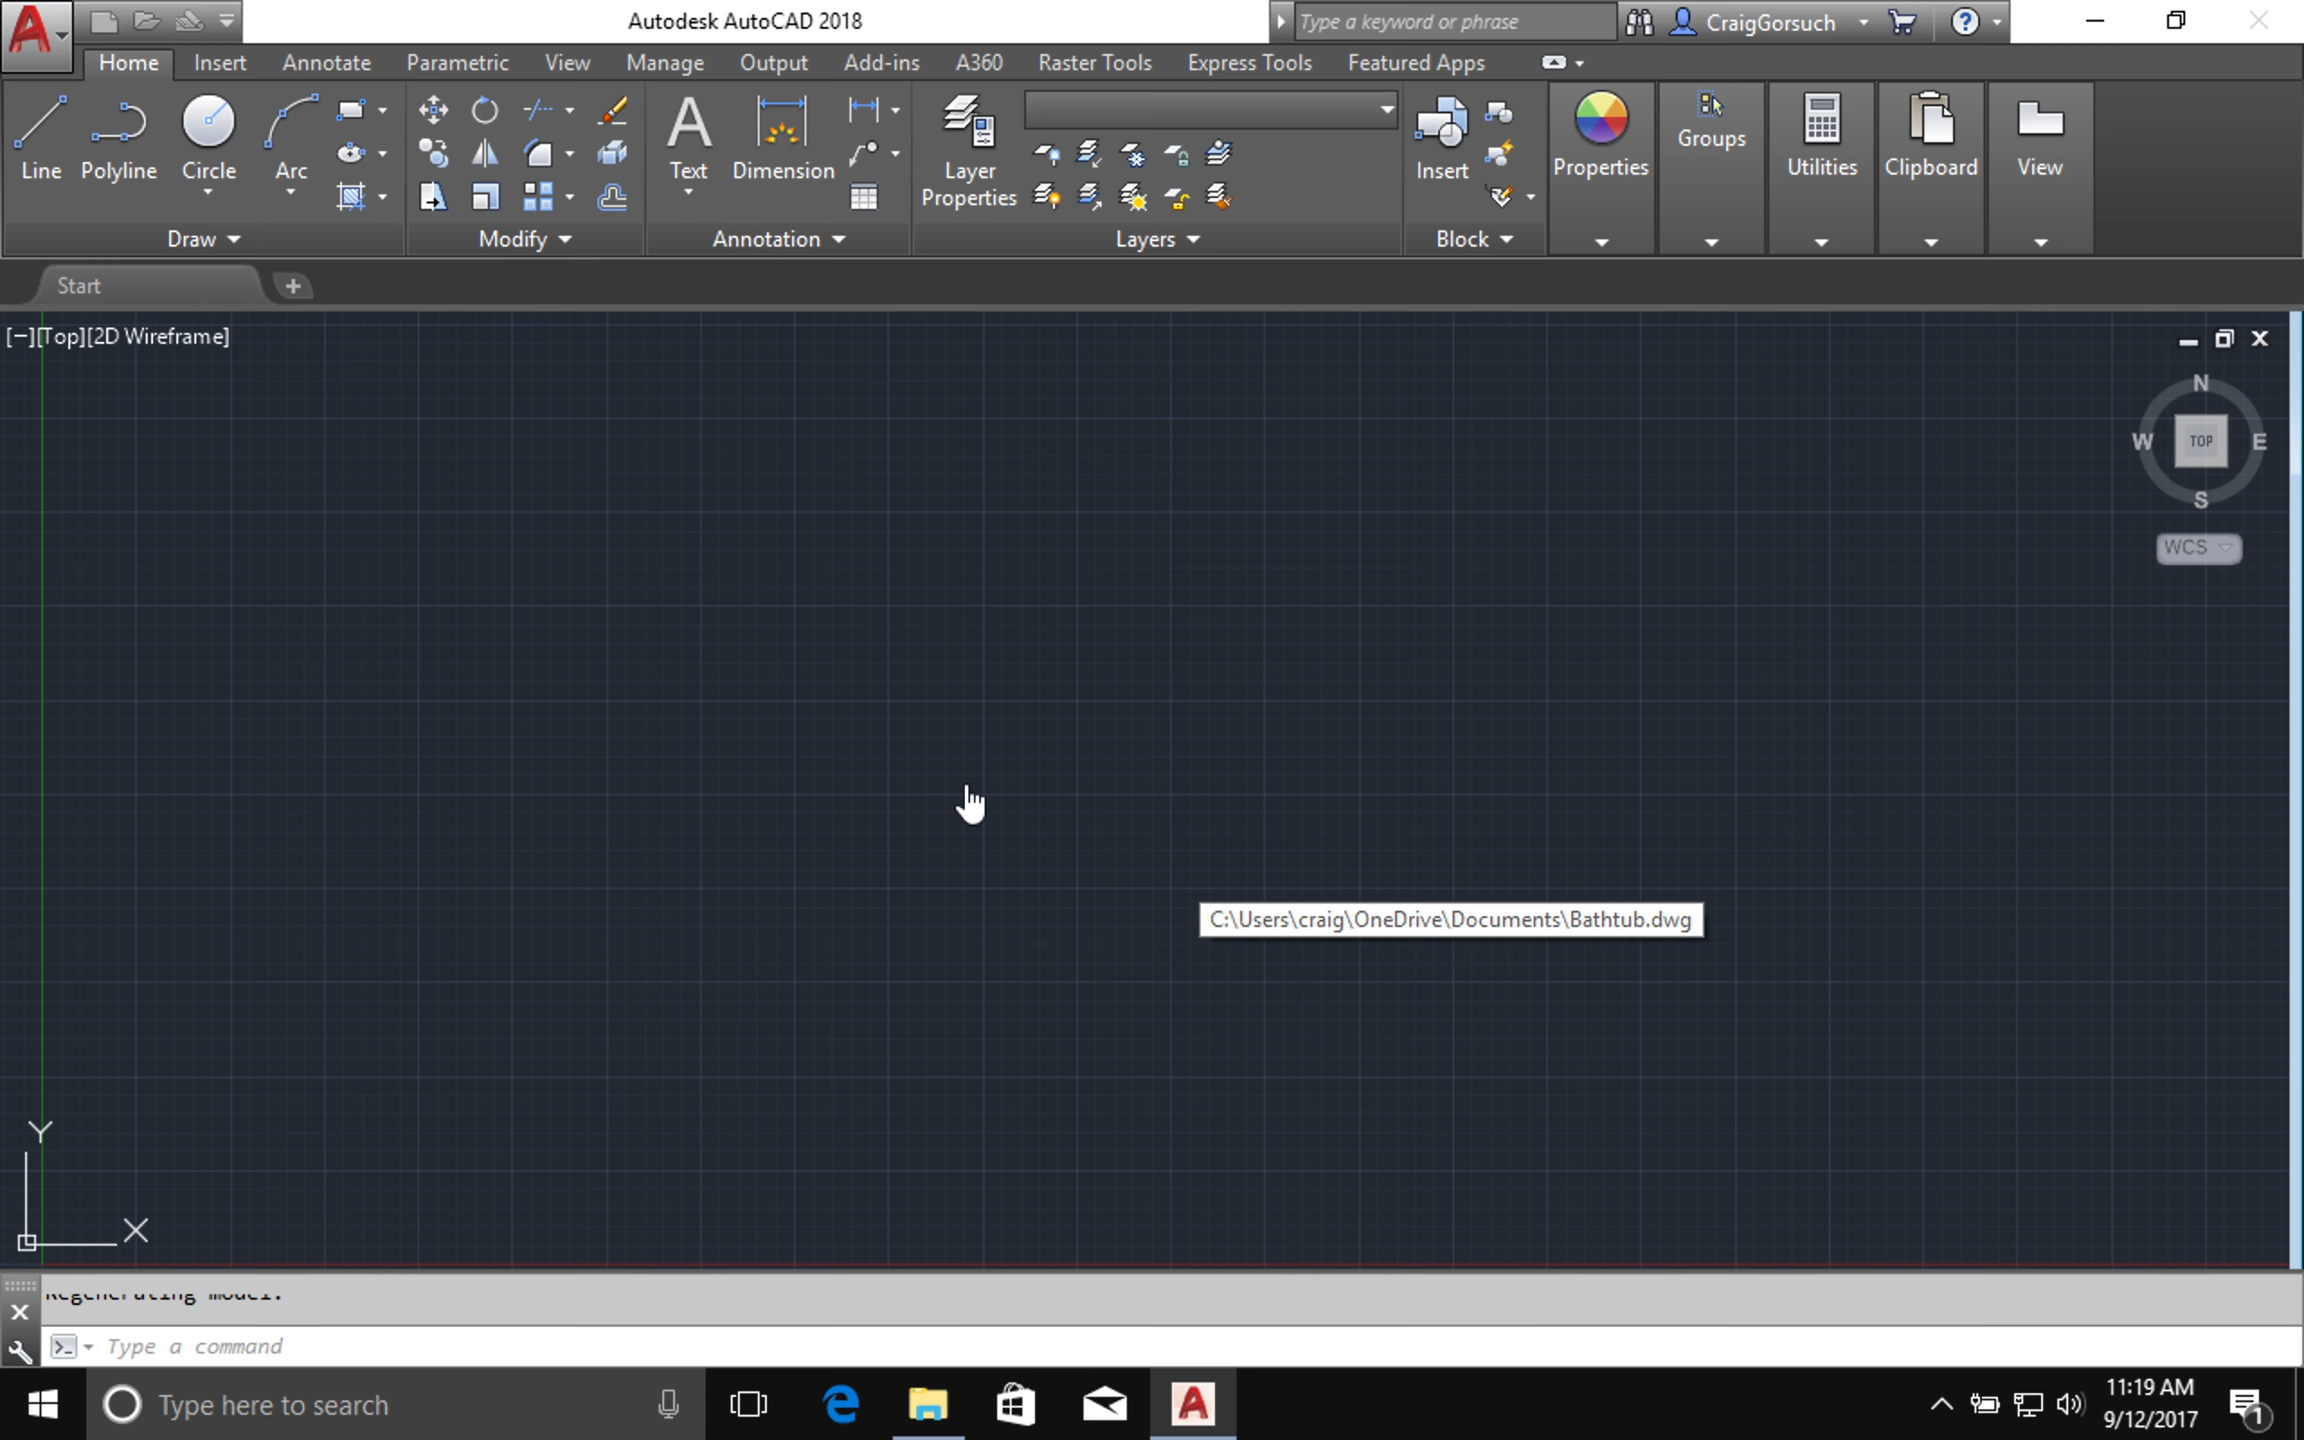 Autodesk AutoCAD 2018
Type a keyword or phrase
CraigGorsuch
Home Insert Annotate Parametric View Manage Output Add-ins A360 Raster Tools Express Tools Featured Apps
Line Polyline Circle Arc
Text Dimension
Layer
Properties
Insert
Properties
Groups
Utilities
Clipboard
View
Draw Modify Annotation Layers Block
Start
[−][Top][2D Wireframe]
N
W TOP E
S
WCS
C:\Users\craig\OneDrive\Documents\Bathtub.dwg
Y
X
Regenerating model.
Type a command
Type here to search
11:19 AM
9/12/2017
1